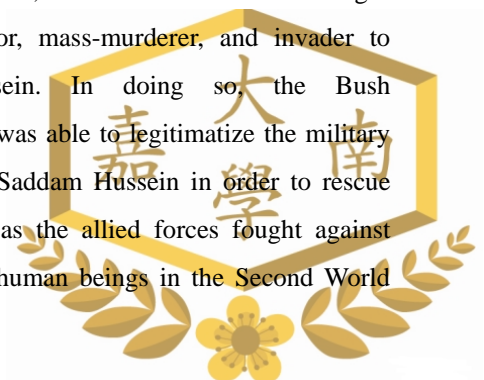 or, mass-murderer, and invader to
sein. In doing so, the Bush
was able to legitimatize the military
Saddam Hussein in order to rescue
as the allied forces fought against
human beings in the Second World
大
嘉 南
學